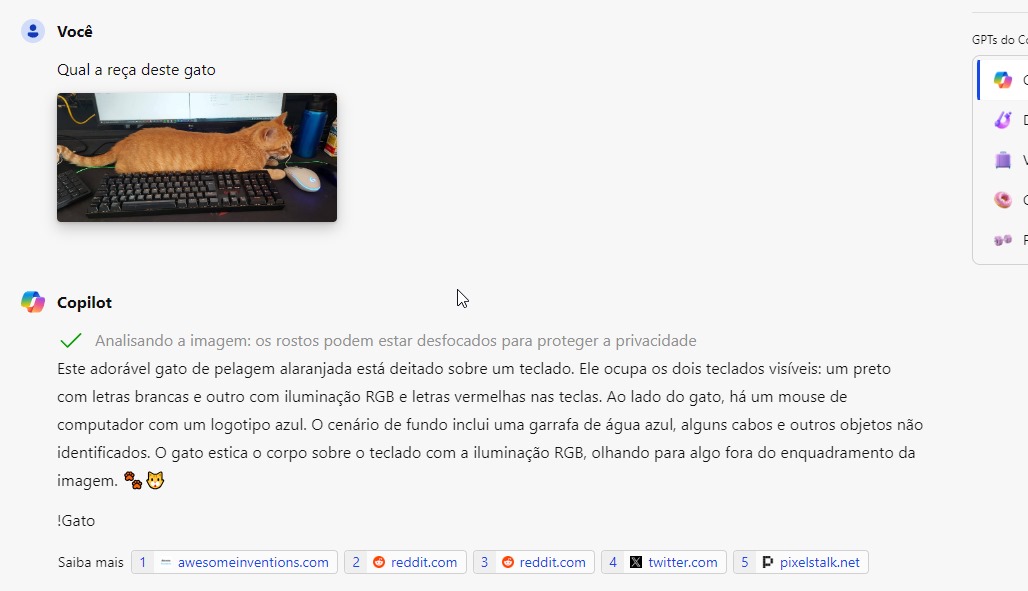 Você
GPTs do Co
Qual a reça deste gato
Copilot
Analisando a imagem: os rostos podem estar desfocados para proteger a privacidade
Este adorável gato de pelagem alaranjada está deitado sobre um teclado. Ele ocupa os dois teclados visíveis: um preto
com letras brancas e outro com iluminação RGB e letras vermelhas nas teclas. Ao lado do gato, há um mouse de
computador com um logotipo azul. O cenário de fundo inclui uma garrafa de água azul, alguns cabos e outros objetos não
identificados. O gato estica o corpo sobre o teclado com a iluminação RGB, olhando para algo fora do enquadramento da
imagem. 🐾🐱
!Gato
Saiba mais 1 awesomeinventions.com 2 reddit.com 3 reddit.com 4 twitter.com 5 pixelstalk.net